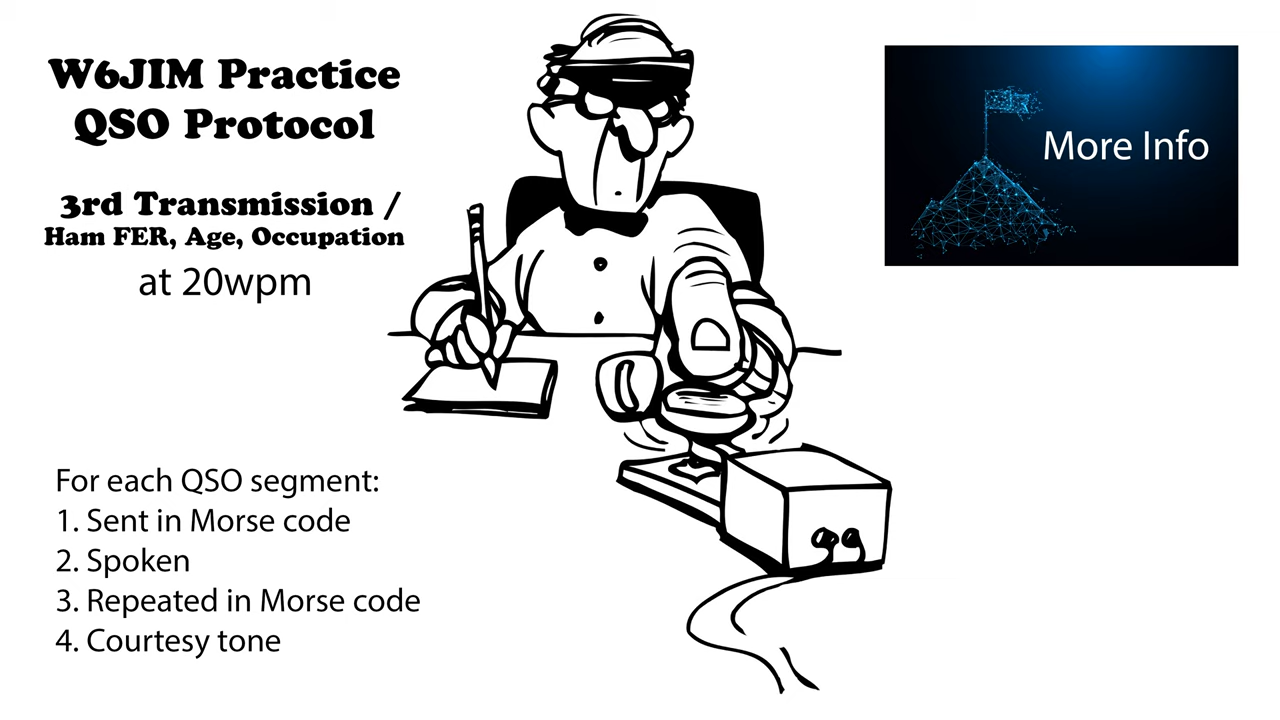 W6JIM Practice
QSO Protocol
3rd Transmission /
Ham FER, Age, Occupation
at 20wpm
More Info
For each QSO segment:
1. Sent in Morse code
2. Spoken
3. Repeated in Morse code
4. Courtesy tone